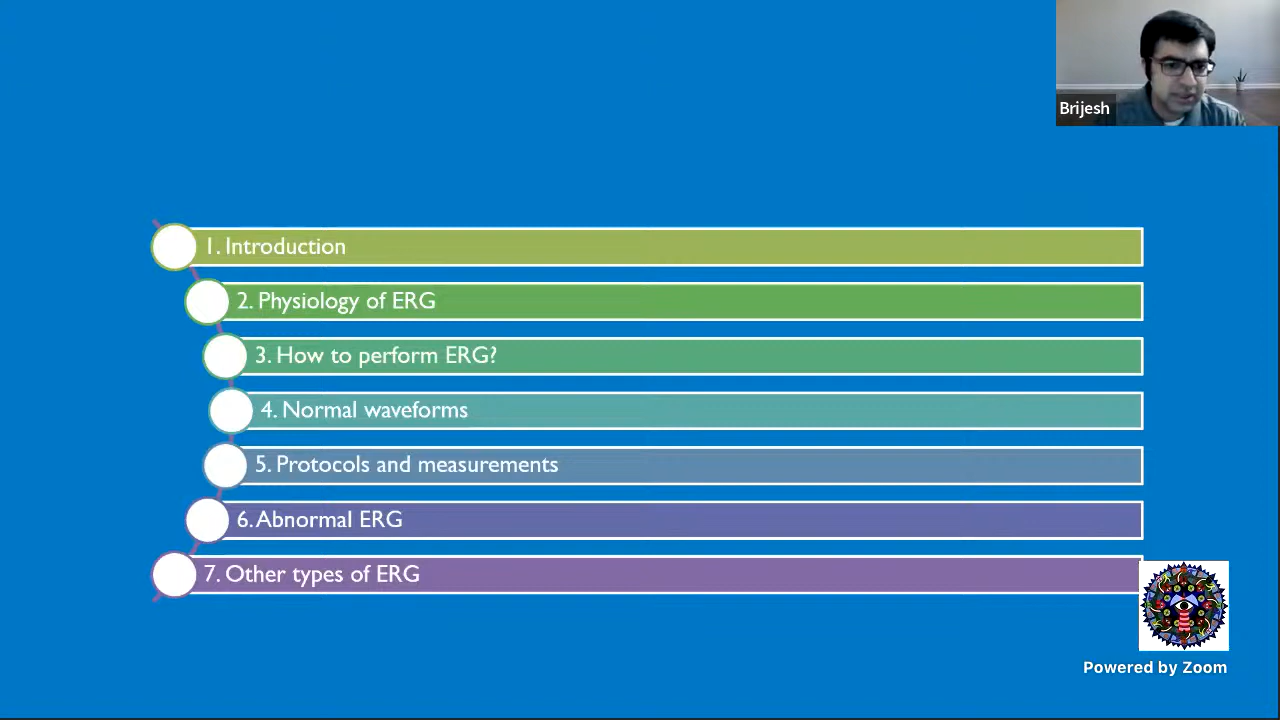 Brijesh
1. Introduction
2. Physiology of ERG
3. How to perform ERG?
4. Normal waveforms
5. Protocols and measurements
6. Abnormal ERG
7. Other types of ERG
Powered by Zoom